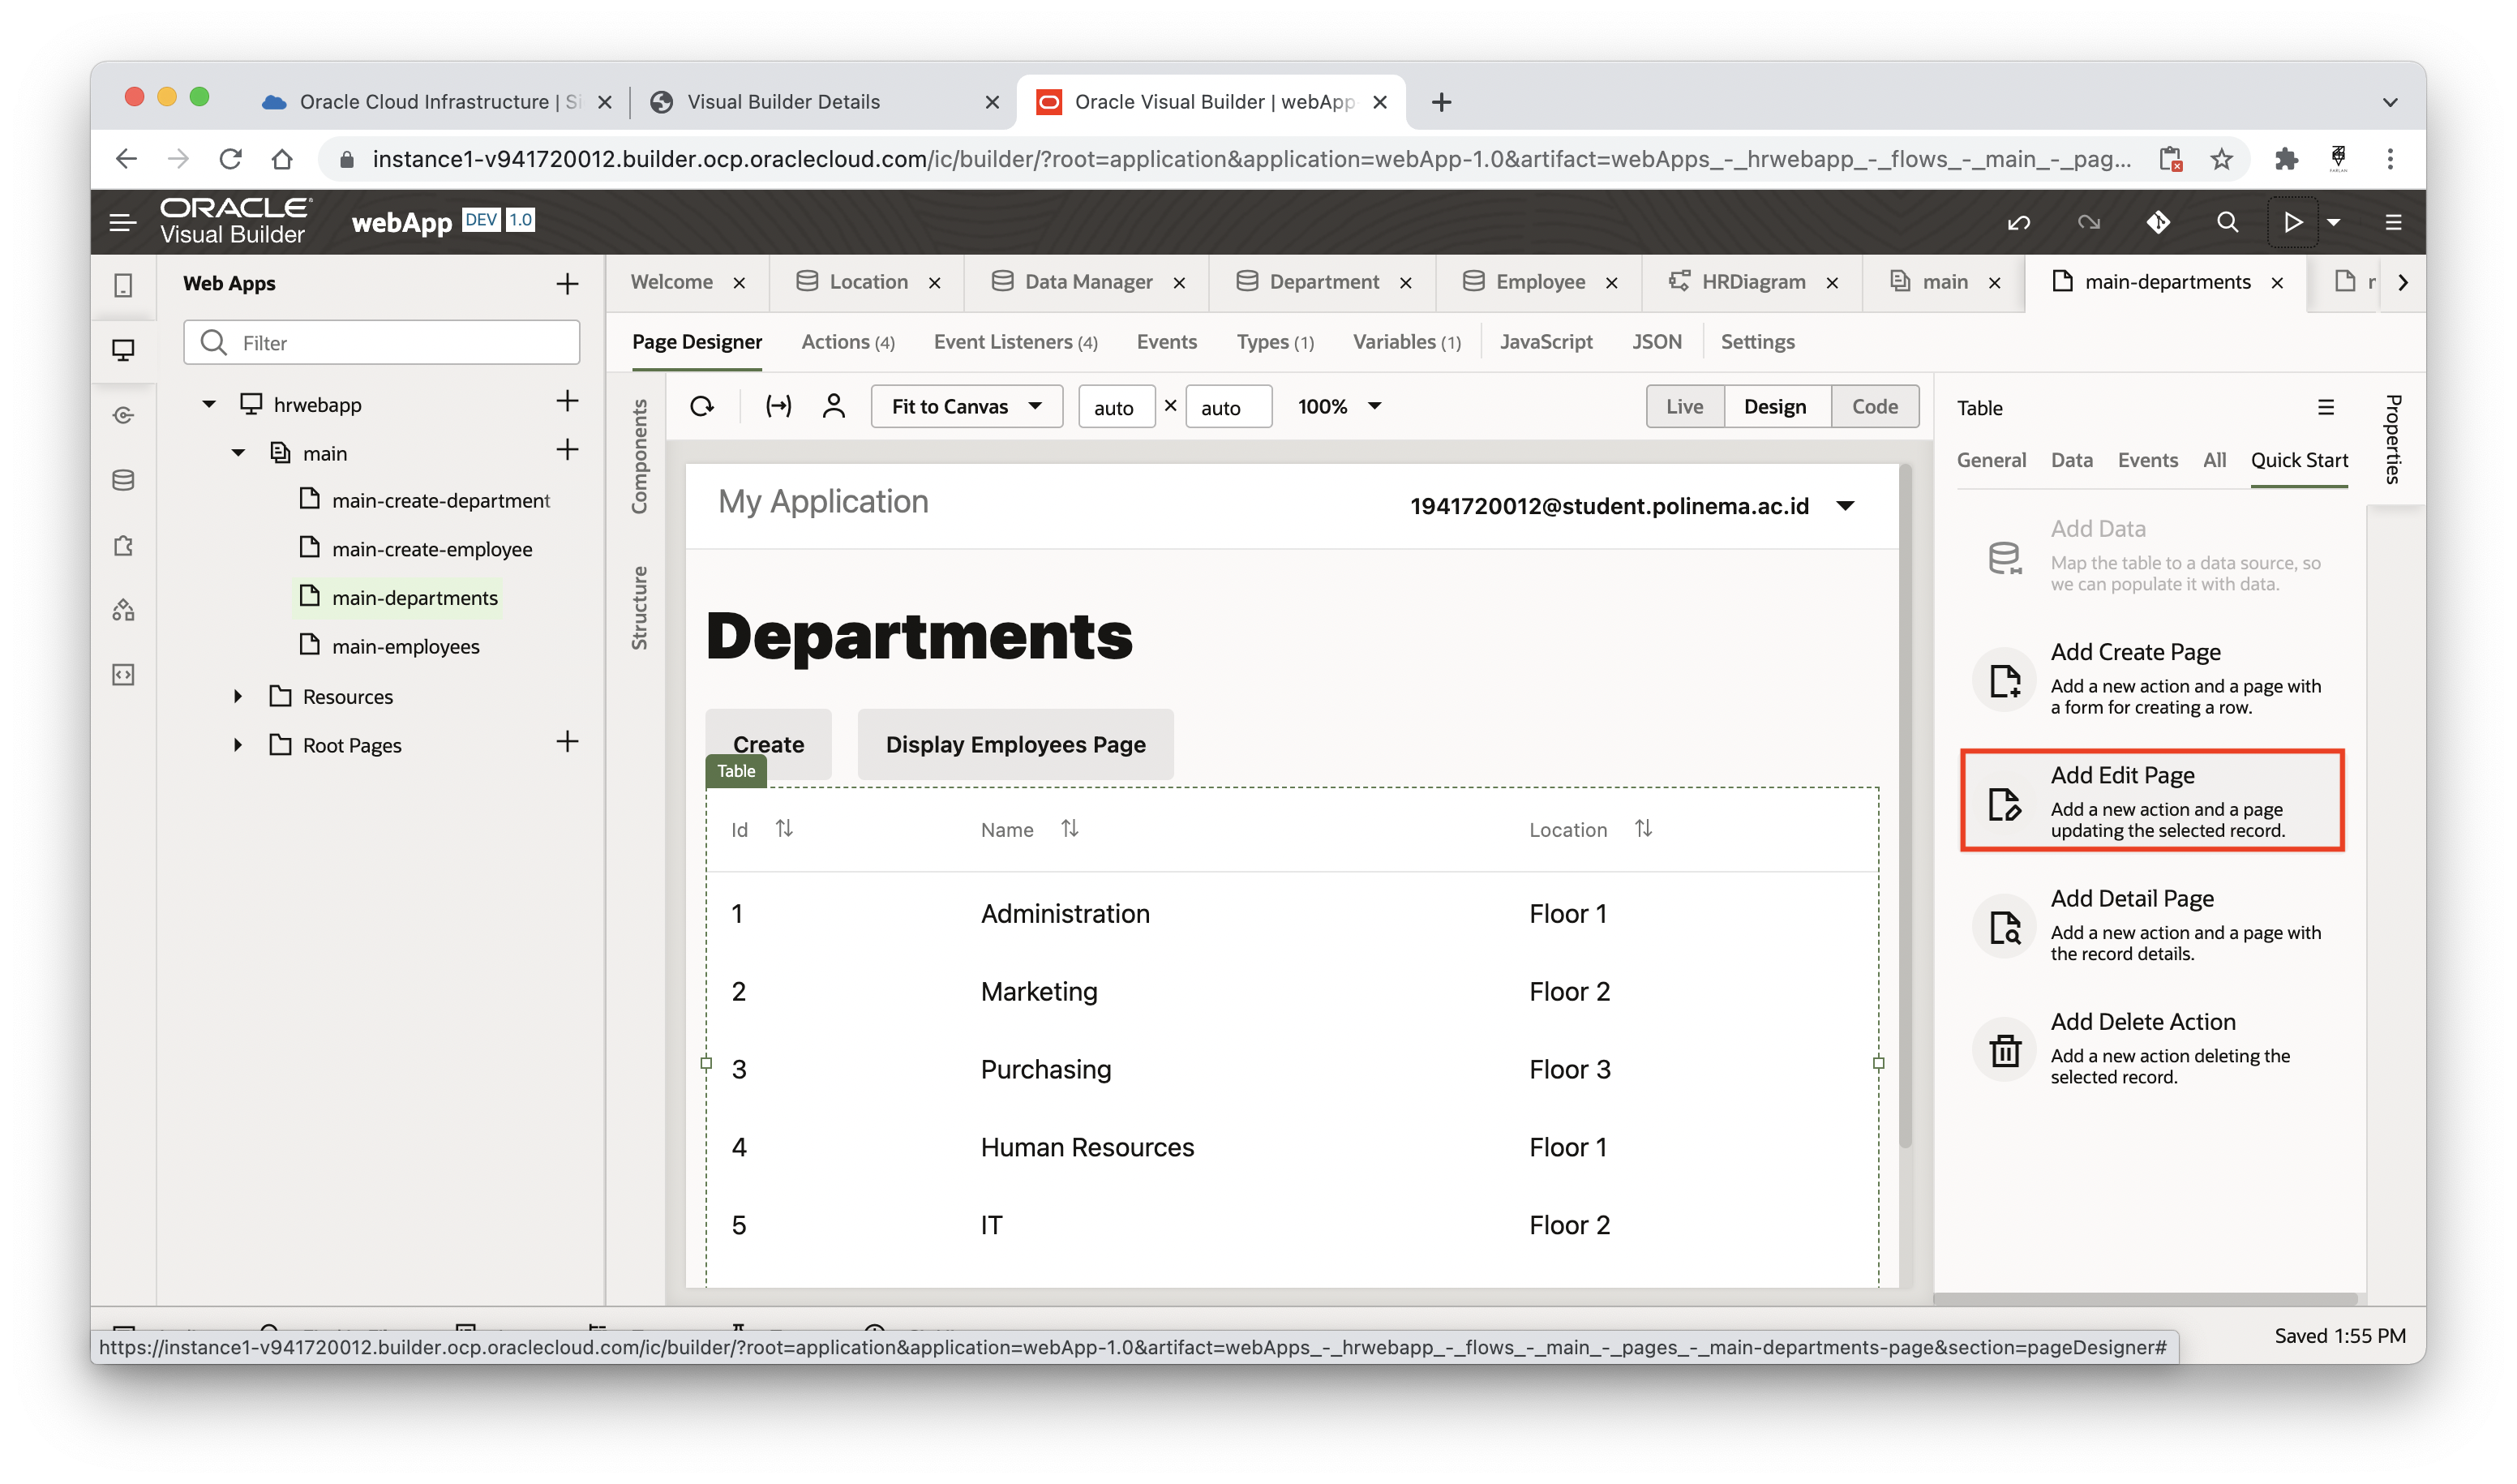 Oracle Cloud Infrastructure | Si
Visual Builder Details
Oracle Visual Builder | webApp
instance1-v941720012.builder.ocp.oraclecloud.com/ic/builder/?root=application&application=webApp-1.0&artifact=webApps_-_hrwebapp_-_flows_-_main_-_pag...
ORACLE
Visual Builder
webApp DEV 1.0
Web Apps
Filter
hrwebapp
main
main-create-department
main-create-employee
main-departments
main-employees
Resources
Root Pages
Welcome
Location
Data Manager
Department
Employee
HRDiagram
main
main-departments
Page Designer
Actions (4)
Event Listeners (4)
Events
Types (1)
Variables (1)
JavaScript
JSON
Settings
Components
Structure
Fit to Canvas
auto × auto
100%
Live
Design
Code
My Application
1941720012@student.polinema.ac.id
Departments
Create
Display Employees Page
Table
Id Name Location
1 Administration Floor 1
2 Marketing Floor 2
3 Purchasing Floor 3
4 Human Resources Floor 1
5 IT Floor 2
Table
Properties
General
Data
Events
All
Quick Start
Add Data
Map the table to a data source, so
we can populate it with data.
Add Create Page
Add a new action and a page with
a form for creating a row.
Add Edit Page
Add a new action and a page
updating the selected record.
Add Detail Page
Add a new action and a page with
the record details.
Add Delete Action
Add a new action deleting the
selected record.
https://instance1-v941720012.builder.ocp.oraclecloud.com/ic/builder/?root=application&application=webApp-1.0&artifact=webApps_-_hrwebapp_-_flows_-_main_-_pages_-_main-departments-page&section=pageDesigner#
Saved 1:55 PM